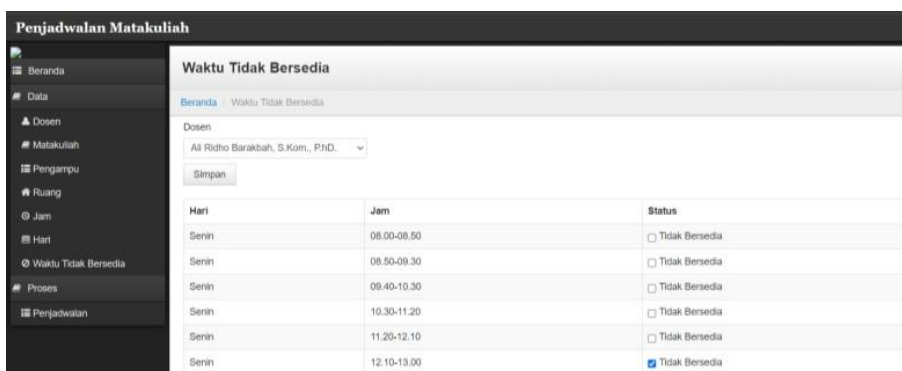 Penjadwalan Matakuliah
Beranda
Data
Dosen
Matakuliah
Pengampu
Ruang
Jam
Hari
Waktu Tidak Bersedia
Proses
Penjadwalan
Waktu Tidak Bersedia
Beranda / Waktu Tidak Bersedia
Dosen
Ali Ridho Barakbah, S.Kom., P.hD.
Simpan
Hari Jam Status
Senin 08.00-08.50 Tidak Bersedia
Senin 08.50-09.30 Tidak Bersedia
Senin 09.40-10.30 Tidak Bersedia
Senin 10.30-11.20 Tidak Bersedia
Senin 11.20-12.10 Tidak Bersedia
Senin 12.10-13.00 Tidak Bersedia